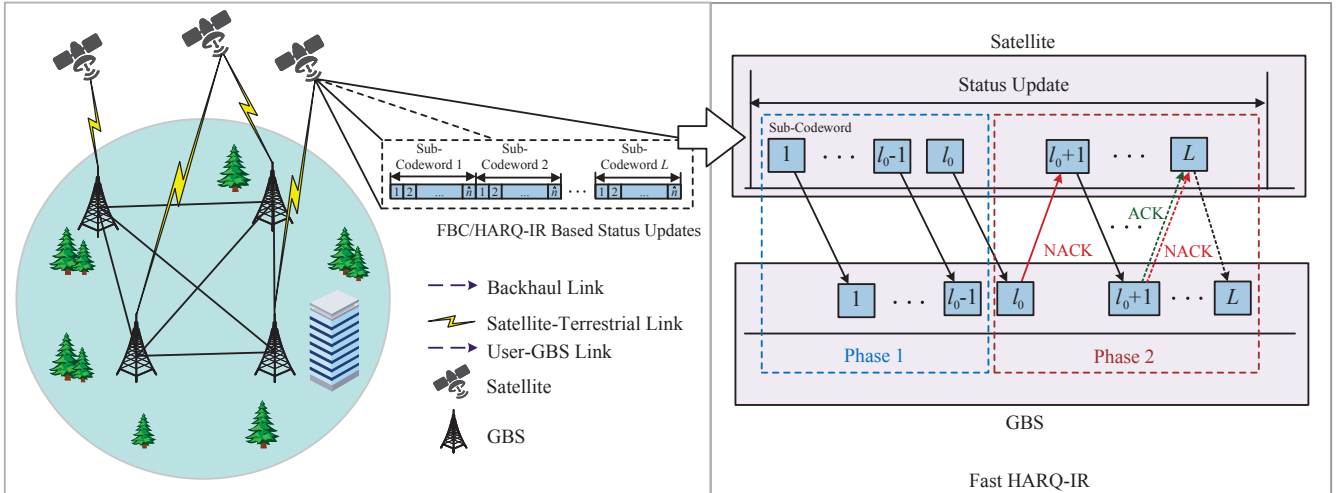 Sub-
Codeword 1
Sub-
Codeword 2
Sub-
Codeword L
1 2 ... n̂ 1 2 ... n̂ ... 1 2 ... n̂
FBC/HARQ-IR Based Status Updates
Backhaul Link
Satellite-Terrestrial Link
User-GBS Link
Satellite
GBS
Satellite
Status Update
Sub-Codeword
1 ... l₀-1 l₀ l₀+1 ... L
ACK
...
NACK
NACK
1 ... l₀-1 l₀ l₀+1 ... L
Phase 1
Phase 2
GBS
Fast HARQ-IR